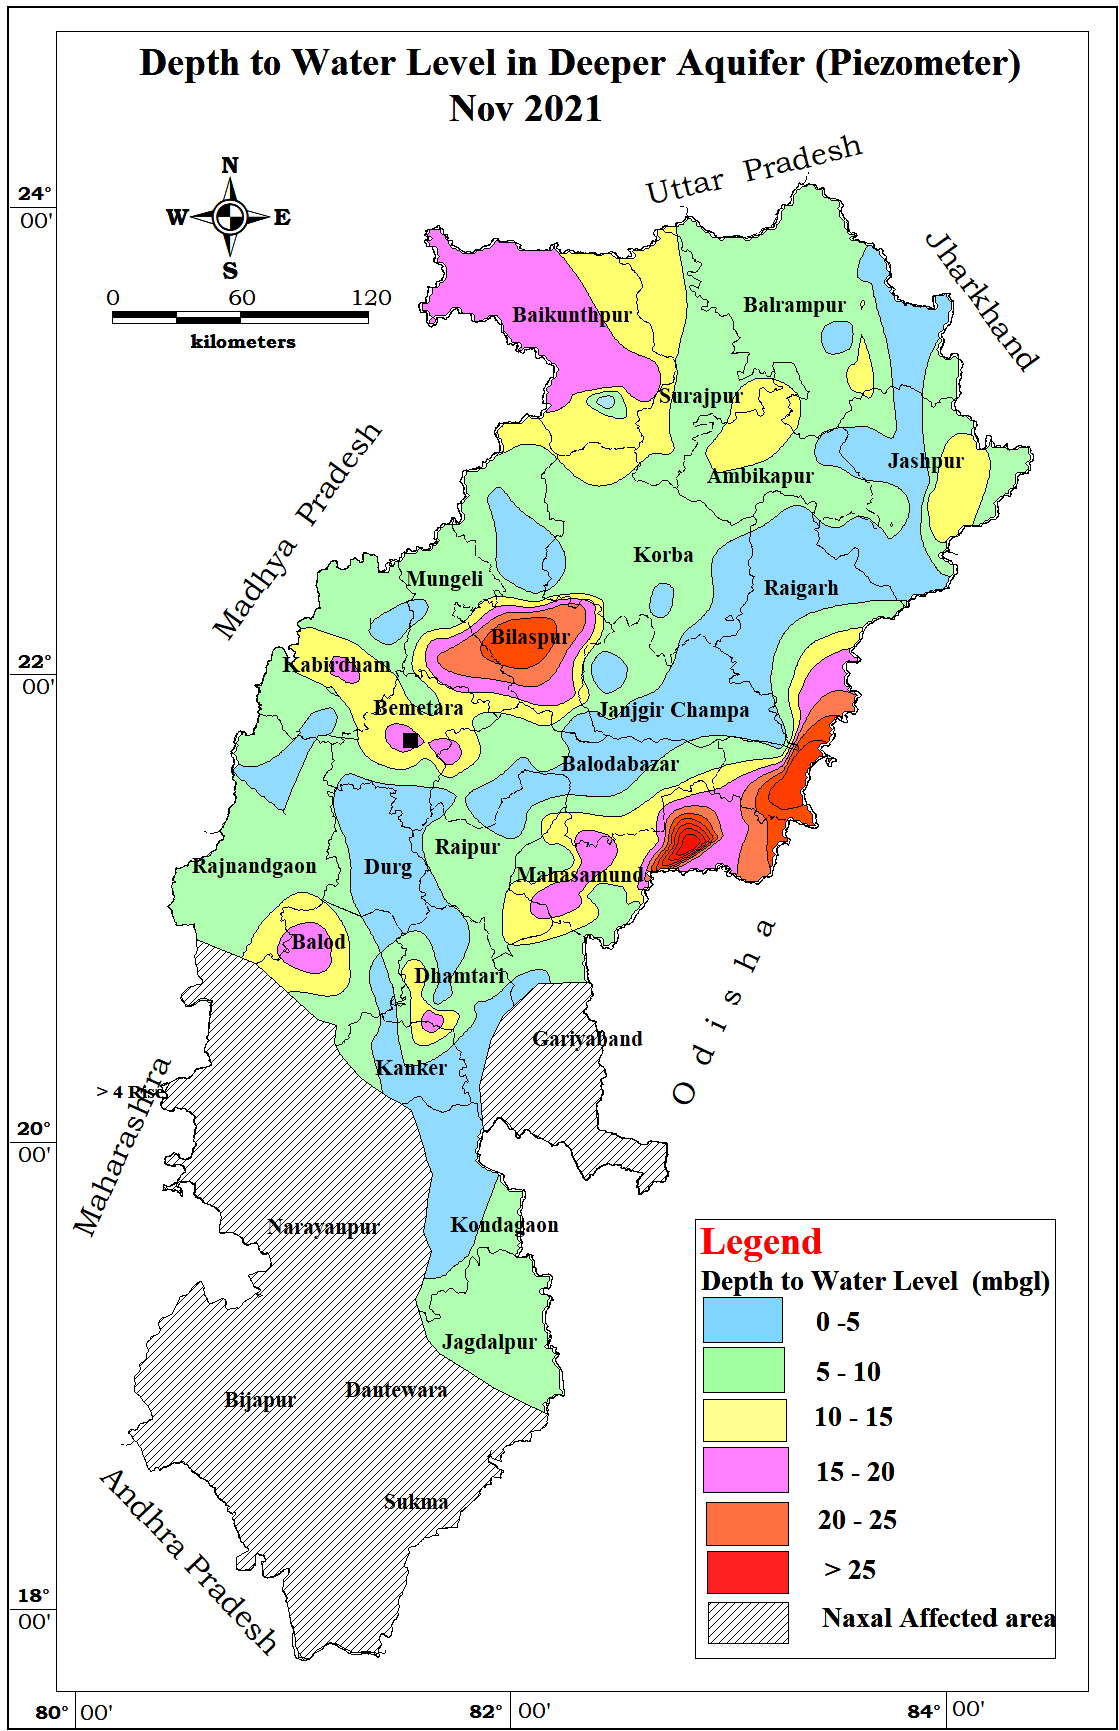 Depth to Water Level in Deeper Aquifer (Piezometer)
Nov 2021
Uttar Pradesh
N
W E
S
24°
00'
Jharkhand
0 60 120
kilometers
Baikunthpur
Balrampur
Surajpur
Madhya Pradesh
Jashpur
Ambikapur
Korba
Mungeli
Raigarh
Bilaspur
22°
00'
Kabirdham
Bemetara
Janjgir Champa
Balodabazar
Raipur
Rajnandgaon
Durg
Mahasamund
Balod
Odisha
Dhamtari
Gariyaband
Kanker
> 4 Rise
Maharashtra
20°
00'
Narayanpur
Kondagaon
Jagdalpur
Dantewara
Bijapur
Sukma
Andhra Pradesh
18°
00'
Legend
Depth to Water Level (mbgl)
0 -5
5 - 10
10 - 15
15 - 20
20 - 25
> 25
Naxal Affected area
80° 00'
82° 00'
84° 00'